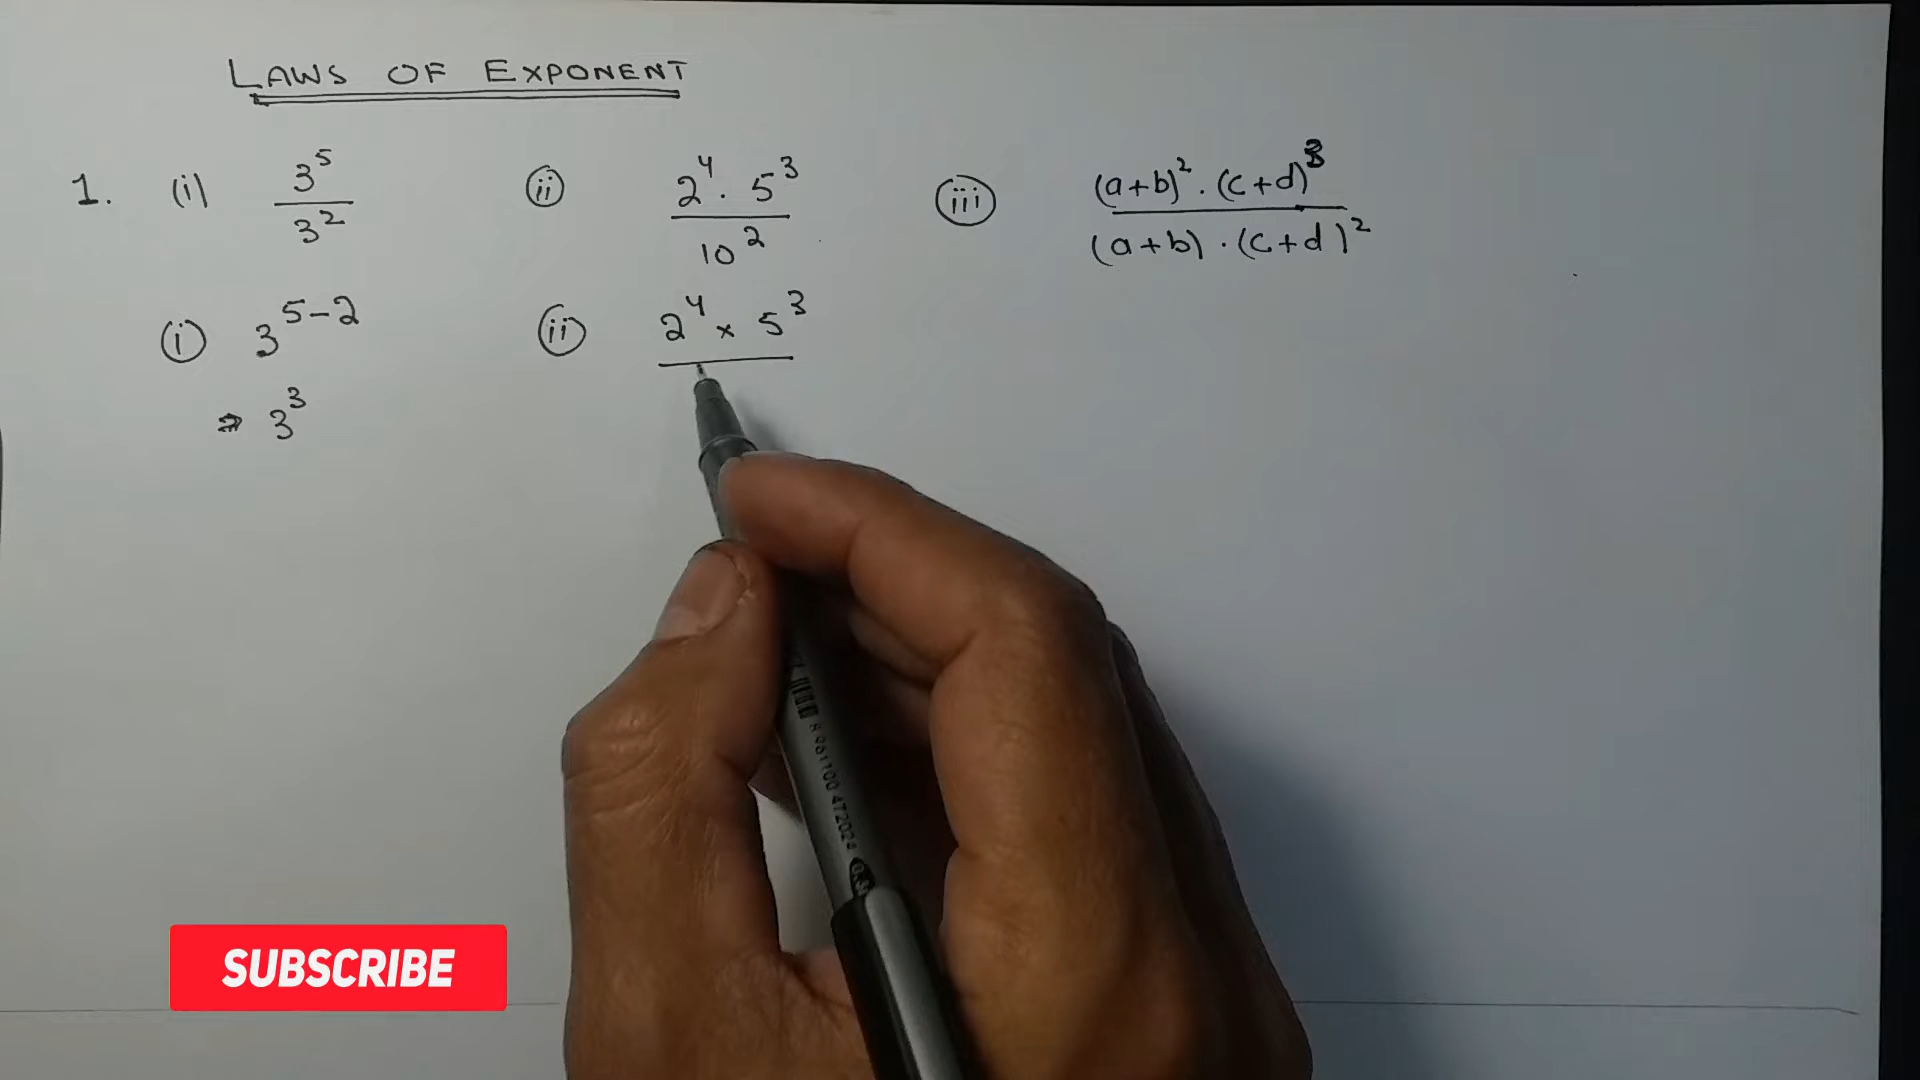 LAWS OF EXPONENT
1. (i) 3^5 / 3^2 (ii) 2^4 . 5^3 / 10^2 (iii) (a+b)^2 . (c+d)^3 / (a+b) . (c+d)^2
(i) 3^{5-2} (ii) 2^4 × 5^3
⇒ 3^3
SUBSCRIBE